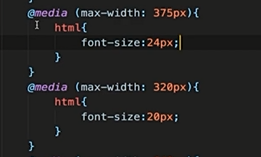 @media (max-width: 375px){
html{
font-size:24px;
}
}
@media (max-width: 320px){
html{
font-size:20px;
}
}